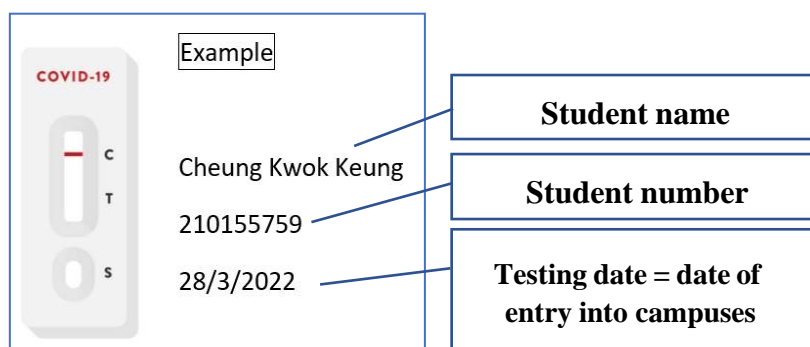 Example
COVID-19
C
T
S
Cheung Kwok Keung
210155759
28/3/2022
Student name
Student number
Testing date = date of
entry into campuses